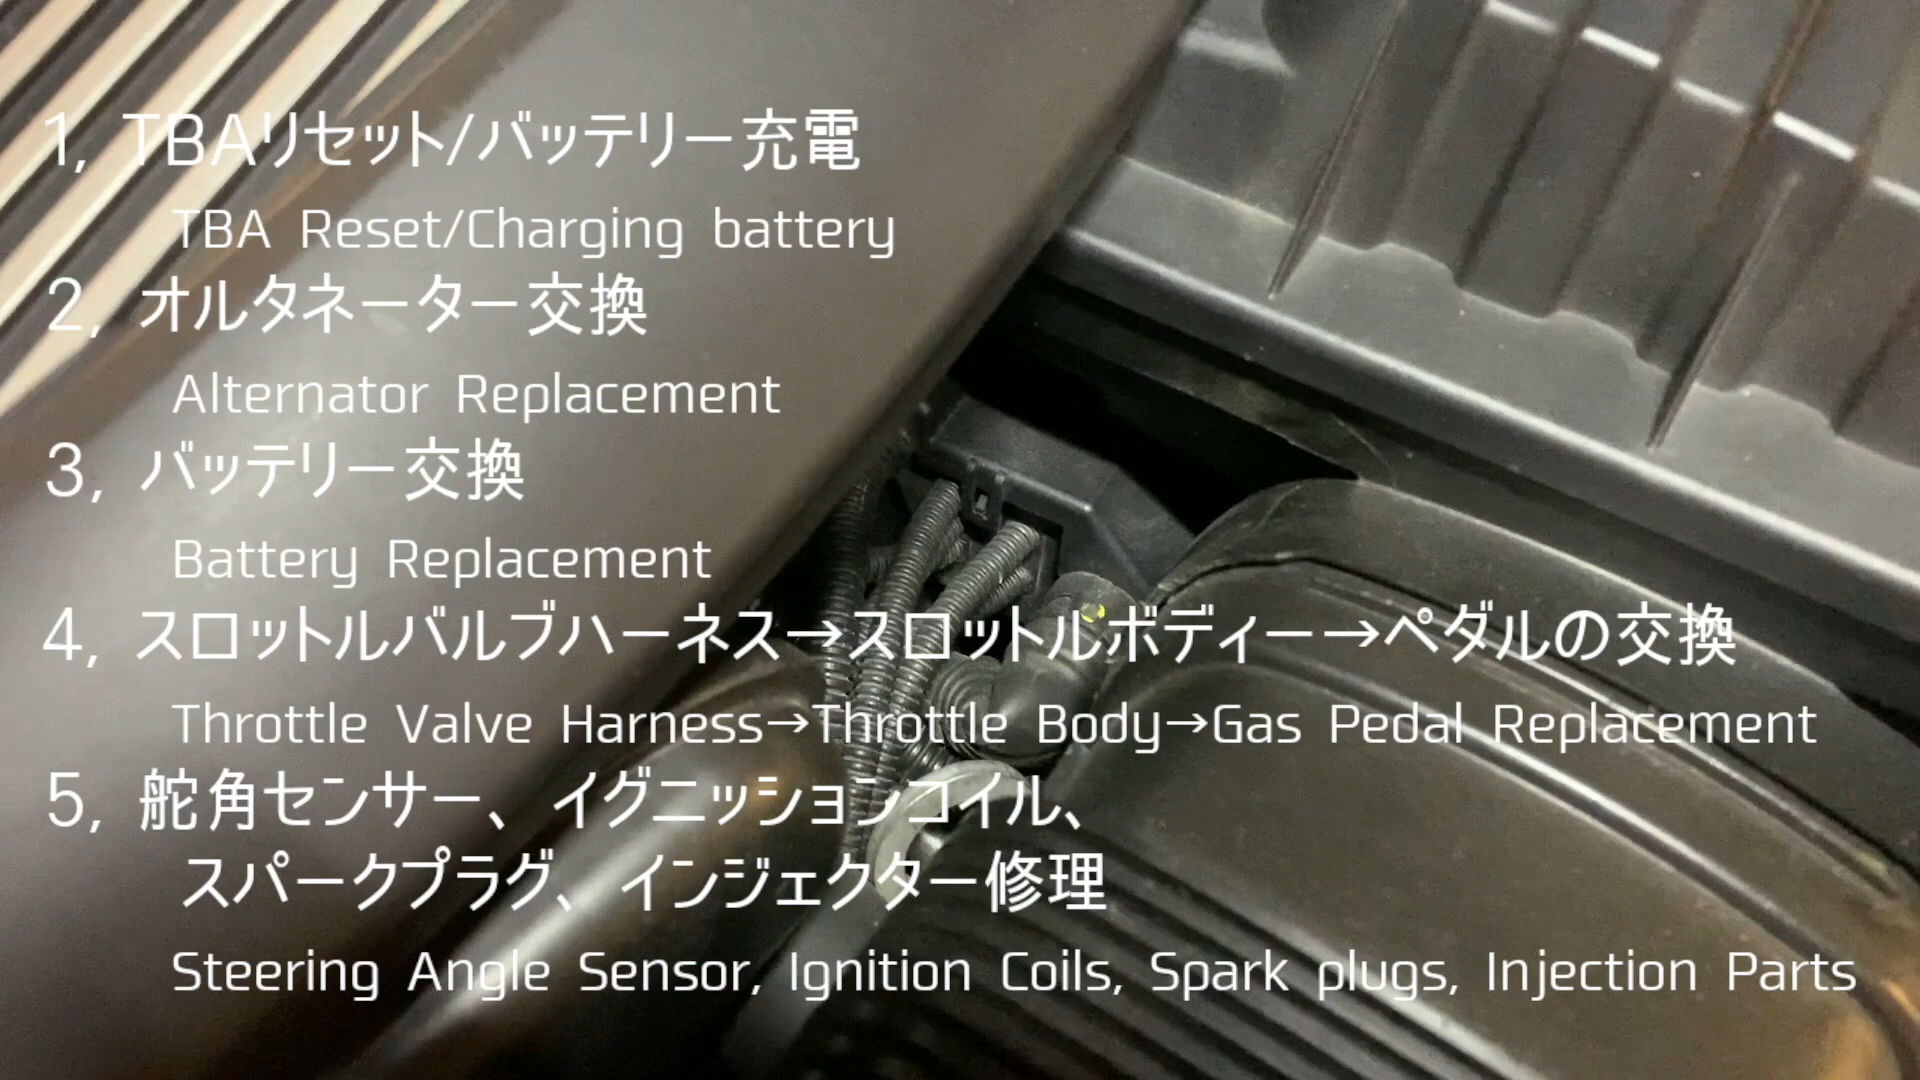 1, TBAリセット/バッテリー充電
TBA Reset/Charging battery
2, オルタネーター交換
Alternator Replacement
3, バッテリー交換
Battery Replacement
4, スロットルバルブハーネス→スロットルボディー→ペダルの交換
Throttle Valve Harness→Throttle Body→Gas Pedal Replacement
5, 舵角センサー、イグニッションコイル、
スパークプラグ、インジェクター修理
Steering Angle Sensor, Ignition Coils, Spark plugs, Injection Parts